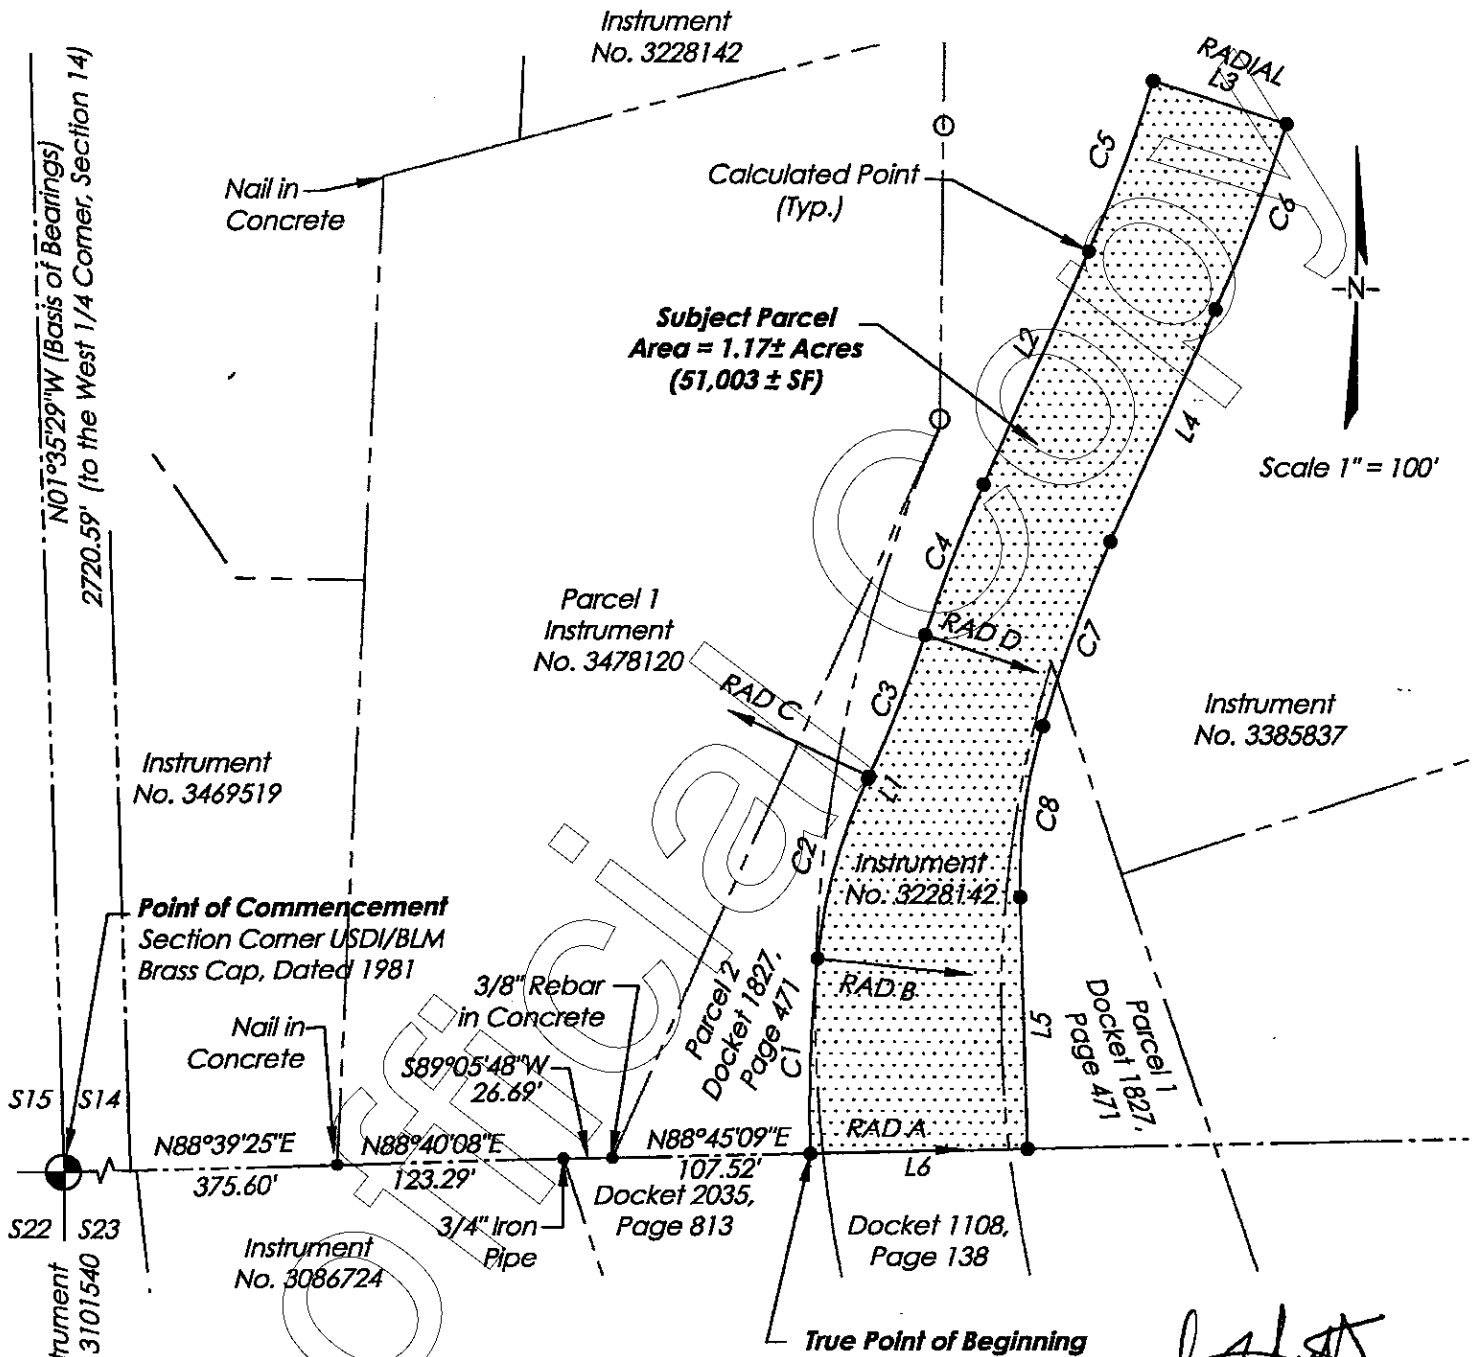 Instrument
No. 3228142
RADIAL
L3
N01°35'29"W (Basis of Bearings)
2720.59' (to the West 1/4 Corner, Section 14)
Nail in
Concrete
Calculated Point
(Typ.)
C5
C6
-N-
Subject Parcel
Area = 1.17± Acres
(51,003 ± SF)
L2
L4
Scale 1" = 100'
C4
Parcel 1
Instrument
No. 3478120
RAD D
C7
RAD C
C3
Instrument
No. 3385837
Instrument
No. 3469519
L1
C8
C2
Instrument
No. 3228142
Point of Commencement
Section Corner USDI/BLM
Brass Cap, Dated 1981
3/8" Rebar
in Concrete
Parcel 2
Docket 1827,
Page 471
RAD B
C1
L5
Parcel 1
Docket 1827,
Page 471
Nail in
Concrete
S89°05'48"W
26.69'
S15 S14
N88°39'25"E
375.60'
N88°40'08"E
123.29'
N88°45'09"E
107.52'
RAD A
L6
S22 S23
3/4" Iron
Pipe
Docket 2035,
Page 813
Docket 1108,
Page 138
Instrument
No. 3086724
trument
3101540
True Point of Beginning
Unofficial Copy